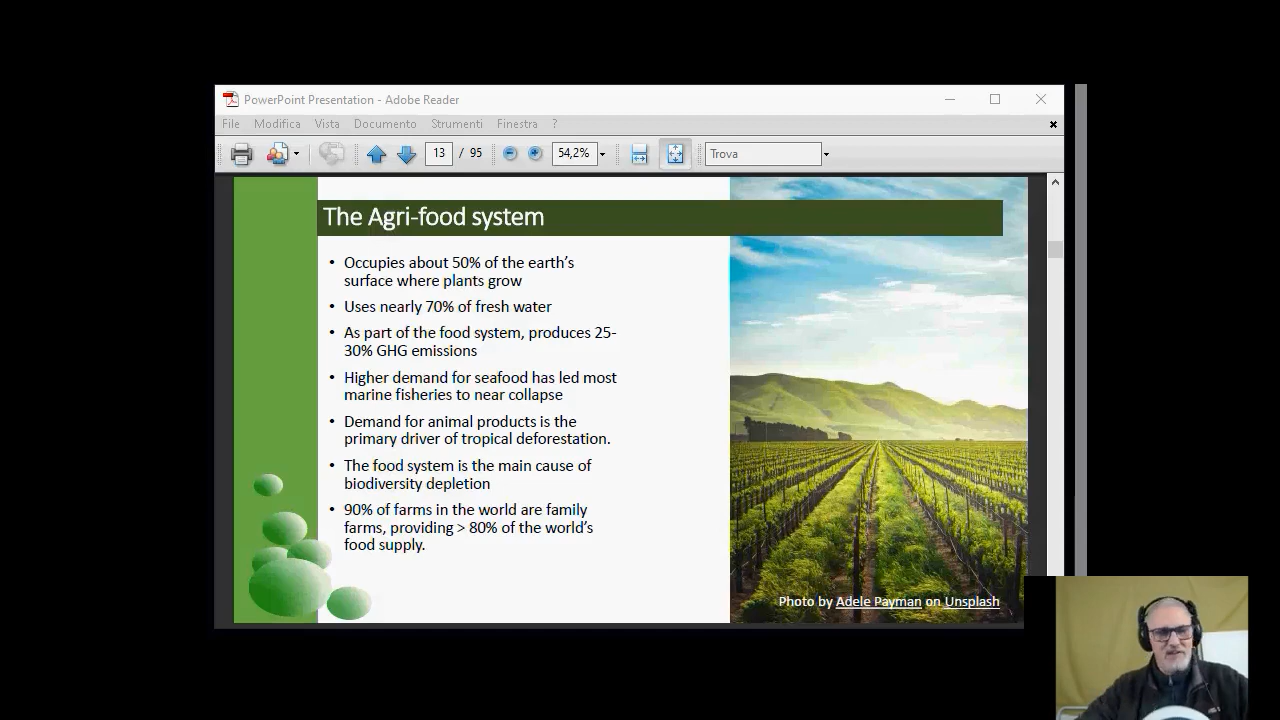 PowerPoint Presentation - Adobe Reader
File Modifica Vista Documento Strumenti Finestra ?
13 / 95 54,2% Trova
The Agri-food system
• Occupies about 50% of the earth's
surface where plants grow
• Uses nearly 70% of fresh water
• As part of the food system, produces 25-
30% GHG emissions
• Higher demand for seafood has led most
marine fisheries to near collapse
• Demand for animal products is the
primary driver of tropical deforestation.
• The food system is the main cause of
biodiversity depletion
• 90% of farms in the world are family
farms, providing > 80% of the world's
food supply.
Photo by Adele Payman on Unsplash